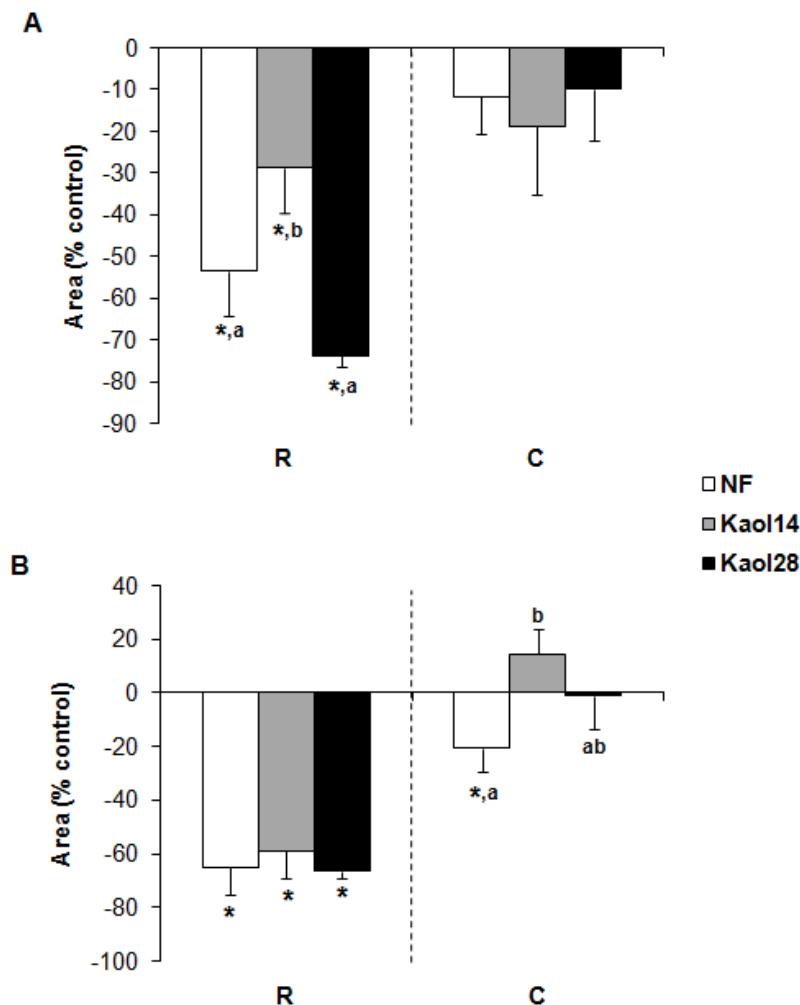 A
0
-10
-20
-30
-40
-50
-60
-70
-80
-90
Area (% control)
*,a
*,b
*,a
R C
NF
Kaol14
Kaol28
B
40
20
0
-20
-40
-60
-80
-100
Area (% control)
b
ab
*,a
* * *
R C